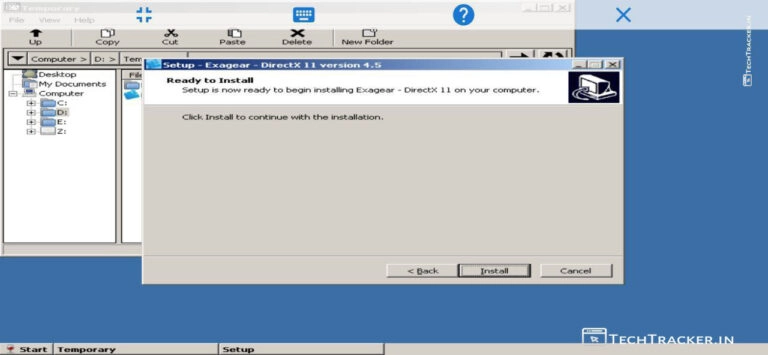 Temporary
File View Help
Up Copy Cut Paste Delete New Folder
Computer > D: > Tem
Desktop
My Documents
Computer
C:
D:
E:
Z:
File
Setup - Exagear - DirectX 11 version 4.5
Ready to Install
Setup is now ready to begin installing Exagear - DirectX 11 on your computer.
Click Install to continue with the installation.
< Back Install Cancel
Start Temporary Setup
TECHTRACKER.IN
TECHTRACKER.IN